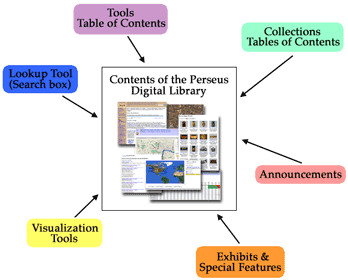 Tools
Table of Contents
Collections
Tables of Contents
Lookup Tool
(Search box)
Contents of the Perseus
Digital Library
Announcements
Visualization
Tools
Exhibits &
Special Features